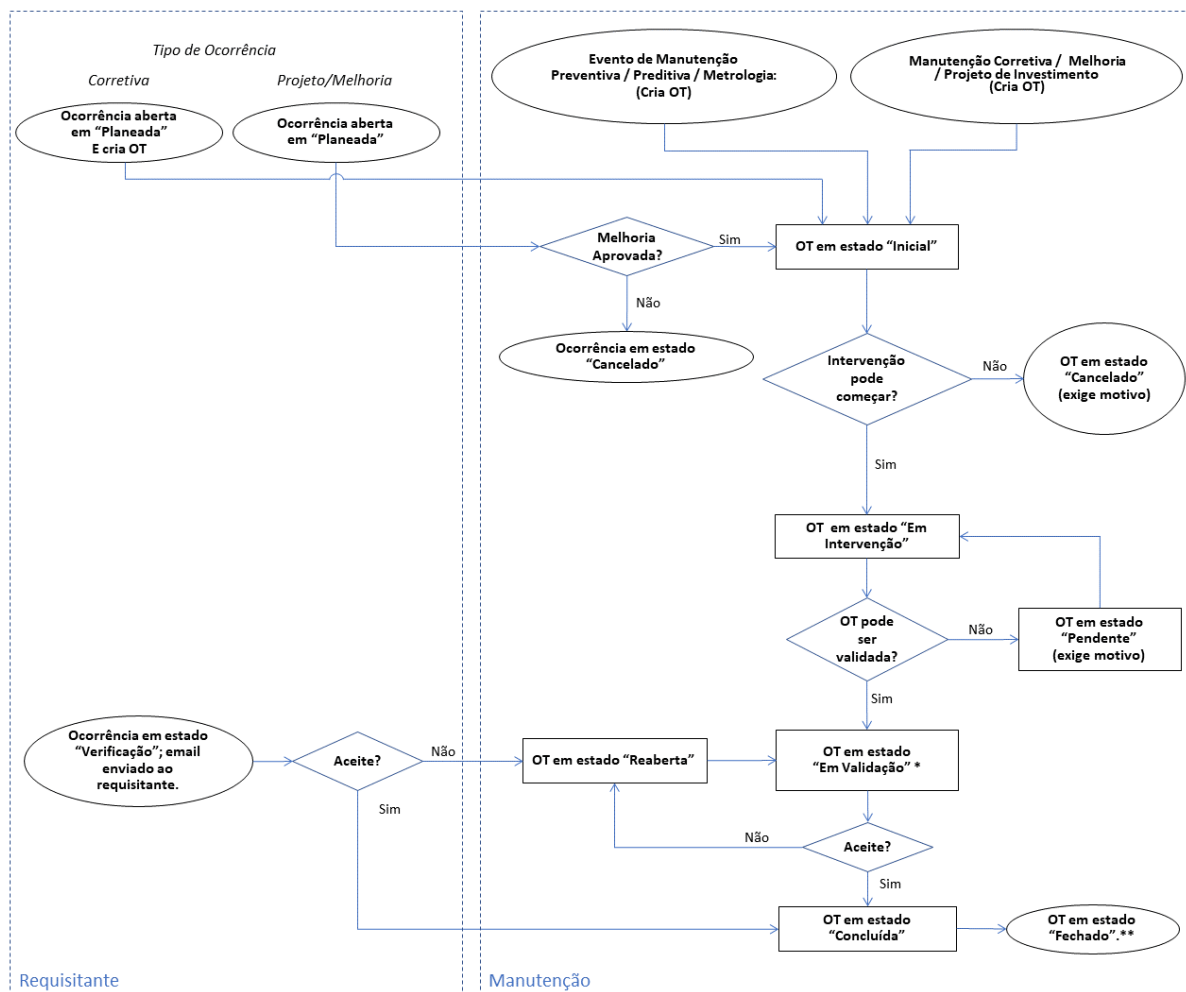 Tipo de Ocorrência
Corretiva
Projeto/Melhoria
Ocorrência aberta
em “Planeada”
E cria OT
Ocorrência aberta
em “Planeada”
Evento de Manutenção
Preventiva / Preditiva / Metrologia:
(Cria OT)
Manutenção Corretiva /  Melhoria
/ Projeto de Investimento
(Cria OT)
Melhoria
Aprovada?
Sim
OT em estado “Inicial”
Não
Ocorrência em estado
“Cancelado”
Intervenção
pode
começar?
Não
OT em estado
“Cancelado”
(exige motivo)
Sim
OT  em estado “Em
Intervenção”
OT pode
ser
validada?
Não
OT em estado
“Pendente”
(exige motivo)
Sim
Ocorrência em estado
“Verificação”; email
enviado ao
requisitante.
Aceite?
Não
Sim
OT em estado “Reaberta”
OT em estado
“Em Validação” *
Não
Aceite?
Sim
OT em estado
“Concluída”
OT em estado
“Fechado”.**
Requisitante
Manutenção